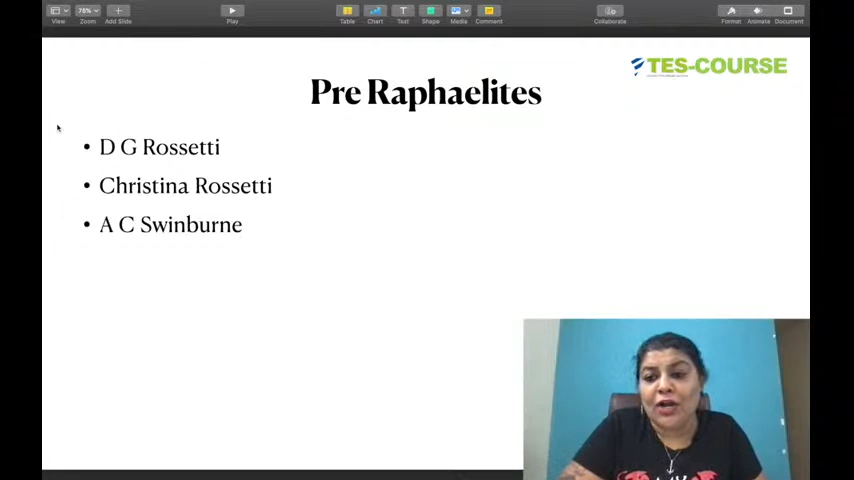 View
Zoom
Add Slide
Play
Table
Chart
Text
Shape
Media
Comment
Collaborate
Format
Animate
Document
78%
TES-COURSE
Pre Raphaelites
• D G Rossetti
• Christina Rossetti
• A C Swinburne